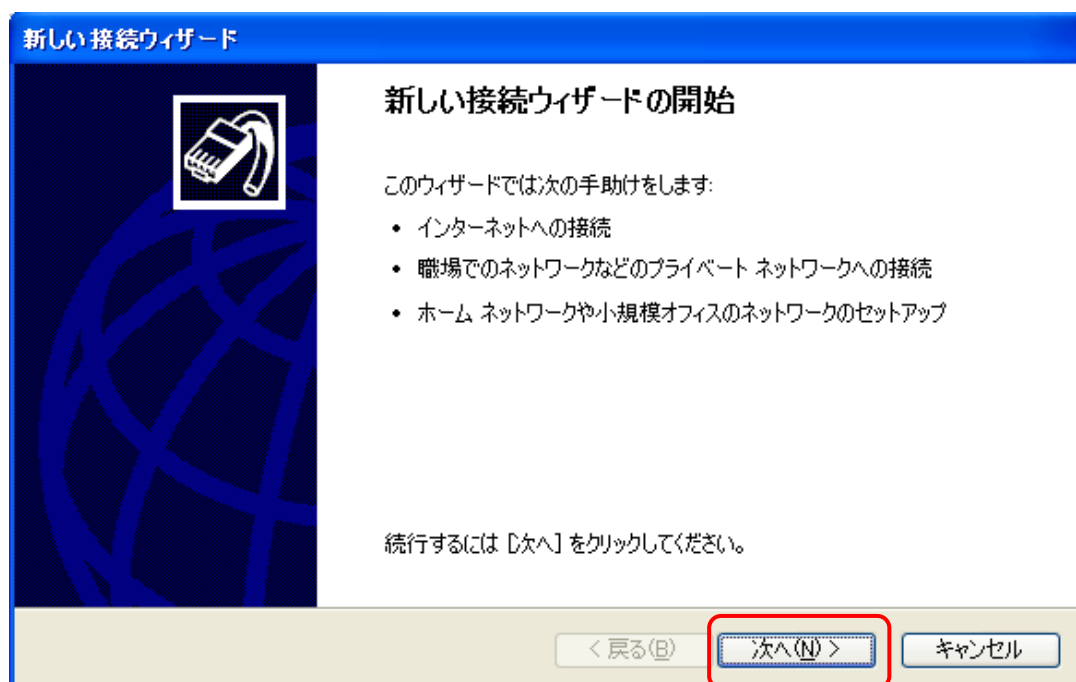 新しい接続ウィザード
新しい接続ウィザードの開始
このウィザードでは次の手助けをします:
• インターネットへの接続
• 職場でのネットワークなどのプライベート ネットワークへの接続
• ホーム ネットワークや小規模オフィスのネットワークのセットアップ
続行するには [次へ] をクリックしてください。
< 戻る(B) 次へ(N) > キャンセル